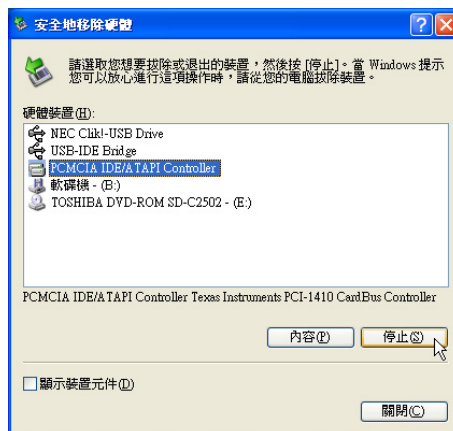 安全地移除硬體
請選取您想要拔除或退出的裝置，然後按 [停止]。當 Windows 提示
您可以放心進行這項操作時，請從您的電腦拔除裝置。
硬體裝置(H):
NEC Clik!-USB Drive
USB-IDE Bridge
PCMCIA IDE/ATAPI Controller
軟碟機 - (B:)
TOSHIBA DVD-ROM SD-C2502 - (E:)
PCMCIA IDE/ATAPI Controller Texas Instruments PCI-1410 CardBus Controller
內容(P)
停止(S)
顯示裝置元件(D)
關閉(C)